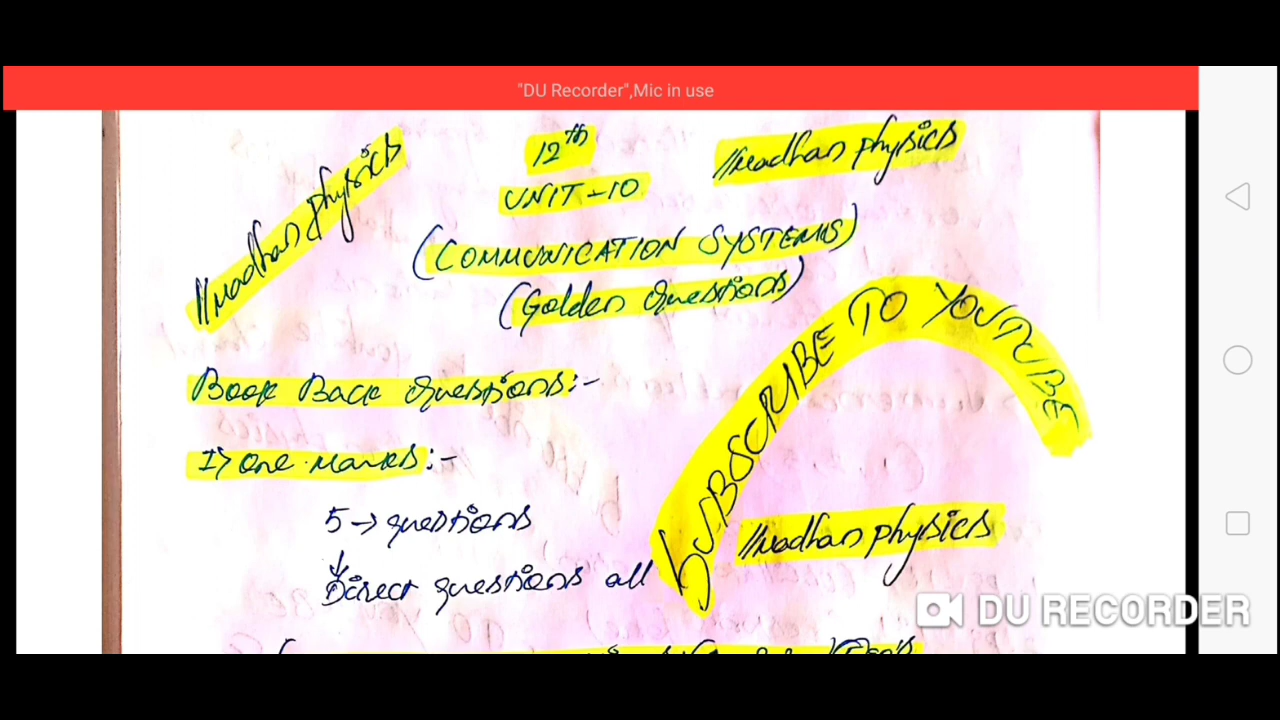 "DU Recorder",Mic in use
12th
UNIT-10
Madhan physics
Madhan physics
(COMMUNICATION SYSTEMS)
(Golden Questions)
SUBSCRIBE TO YOUTUBE
Book Back Questions:-
I> One Marks:-
5 -> questions
Direct questions all
Madhan physics
DU RECORDER